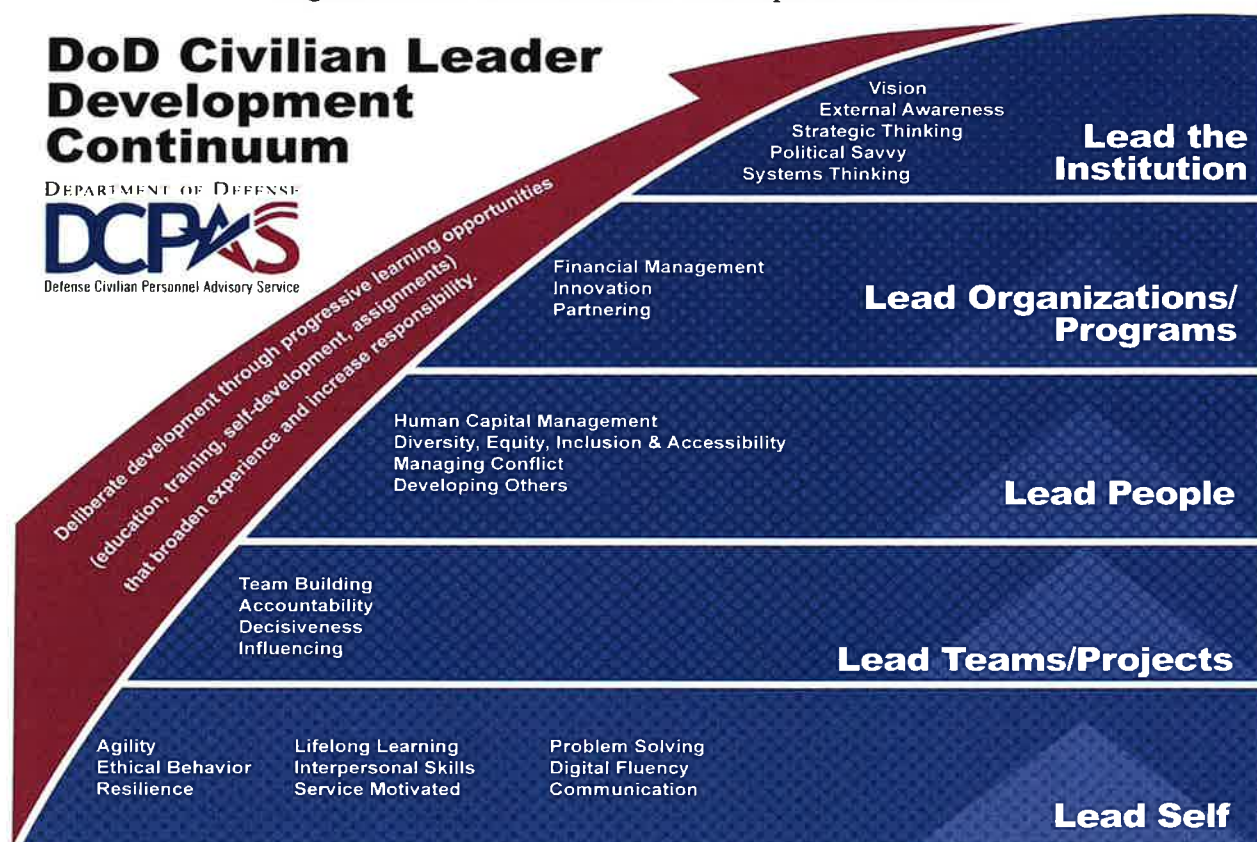 DoD Civilian Leader
Development
Continuum
DEPARTMENT OF DEFENSE
DCPAS
Defense Civilian Personnel Advisory Service
Deliberate development through progressive learning opportunities
(education, training, self-development, assignments)
that broaden experience and increase responsibility.
Vision
External Awareness
Strategic Thinking
Political Savvy
Systems Thinking
Lead the
Institution
Financial Management
Innovation
Partnering
Lead Organizations/
Programs
Human Capital Management
Diversity, Equity, Inclusion & Accessibility
Managing Conflict
Developing Others
Lead People
Team Building
Accountability
Decisiveness
Influencing
Lead Teams/Projects
Agility
Ethical Behavior
Resilience
Lifelong Learning
Interpersonal Skills
Service Motivated
Problem Solving
Digital Fluency
Communication
Lead Self